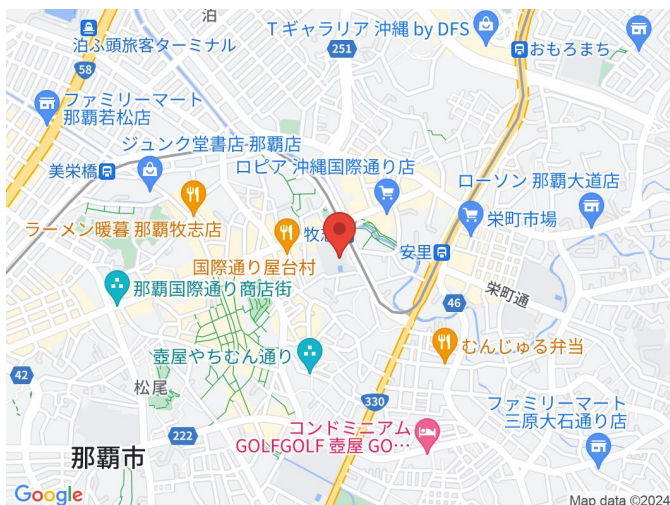 泊
Tギャラリア 沖縄 by DFS
泊ふ頭旅客ターミナル
251
おもろまち
58
ファミリーマート
那覇若松店
ジュンク堂書店 那覇店
美栄橋
ロピア 沖縄国際通り店
ローソン 那覇大道店
栄町市場
ラーメン暖暮 那覇牧志店
牧志
安里
国際通り屋台村
那覇国際通り商店街
栄町通
46
むんじゅる弁当
壺屋やちむん通り
42
松尾
330
ファミリーマート
三原大石通り店
コンドミニアム
GOLFGOLF 壺屋 GO…
222
那覇市
Google
Map data ©2024